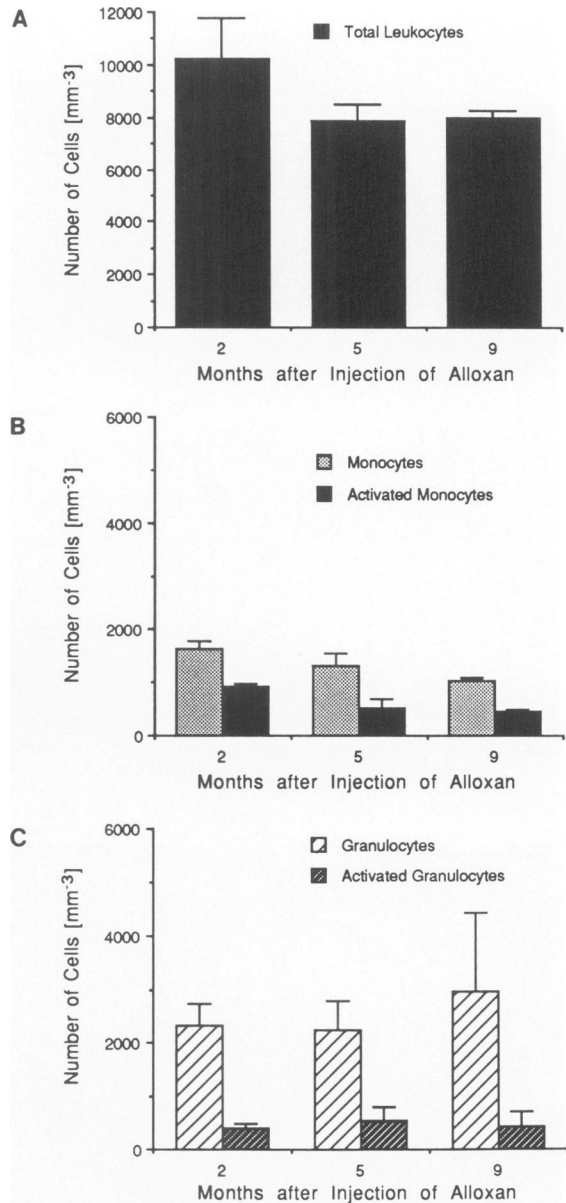 A
12000
10000
8000
6000
4000
2000
0
Number of Cells [mm-3]
Total Leukocytes
2 5 9
Months after Injection of Alloxan
B
6000
4000
2000
0
Number of Cells [mm-3]
Monocytes
Activated Monocytes
2 5 9
Months after Injection of Alloxan
C
6000
4000
2000
0
Number of Cells [mm-3]
Granulocytes
Activated Granulocytes
2 5 9
Months after Injection of Alloxan